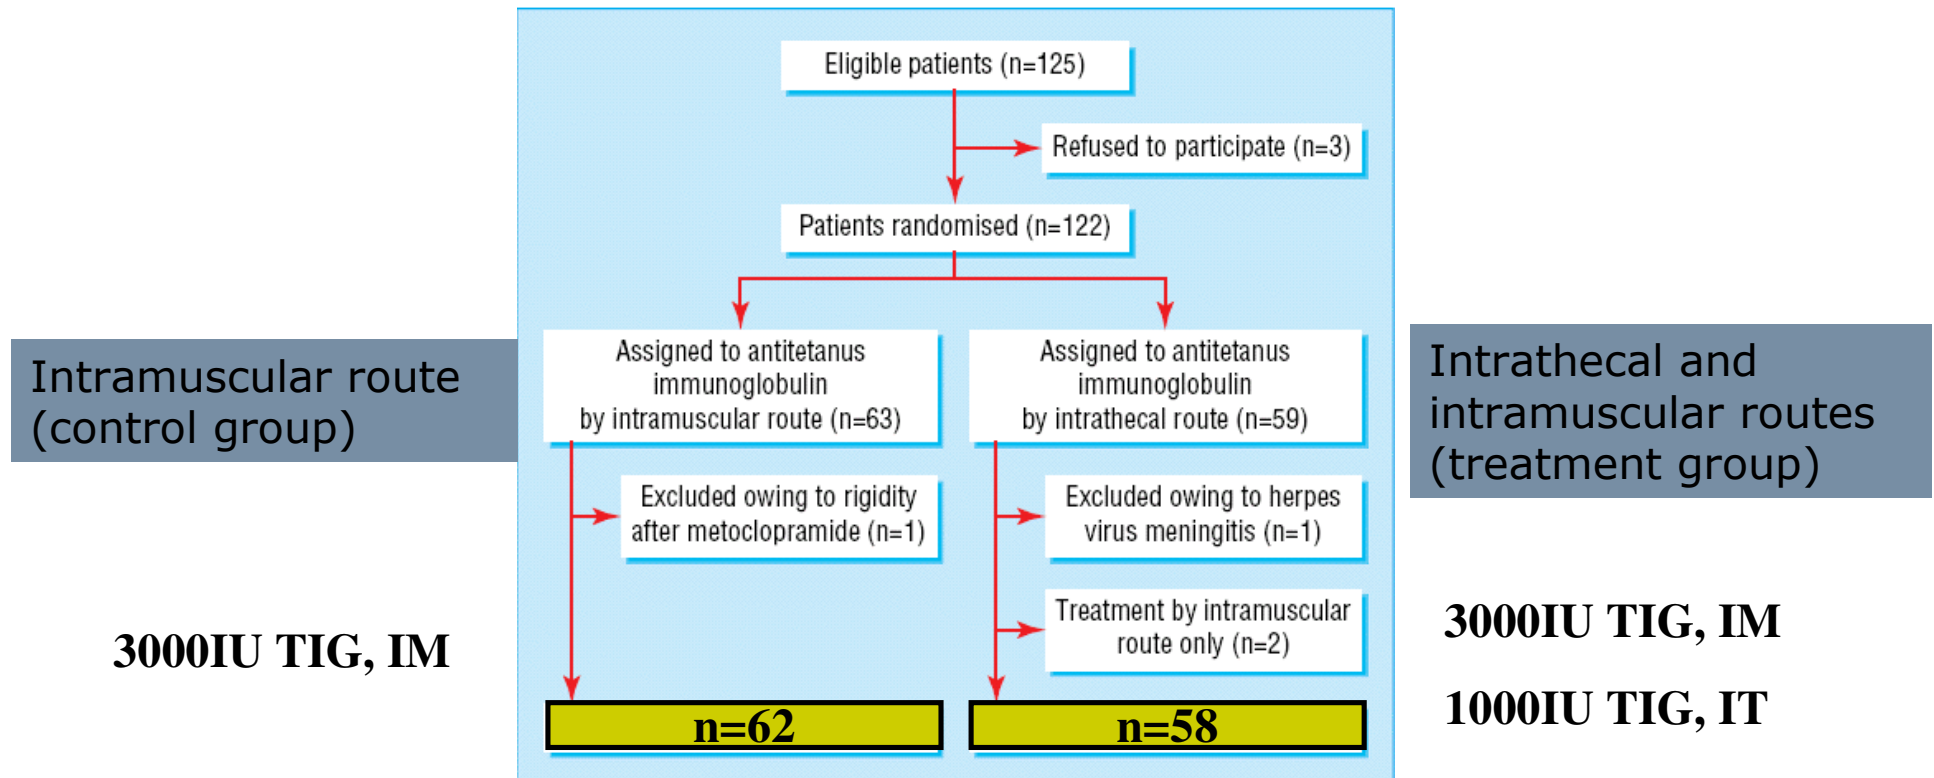 Eligible patients (n=125)
Refused to participate (n=3)
Patients randomised (n=122)
Intramuscular route
(control group)
Assigned to antitetanus
immunoglobulin
by intramuscular route (n=63)
Assigned to antitetanus
immunoglobulin
by intrathecal route (n=59)
Intrathecal and
intramuscular routes
(treatment group)
Excluded owing to rigidity
after metoclopramide (n=1)
Excluded owing to herpes
virus meningitis (n=1)
Treatment by intramuscular
route only (n=2)
3000IU TIG, IM
3000IU TIG, IM
1000IU TIG, IT
n=62
n=58